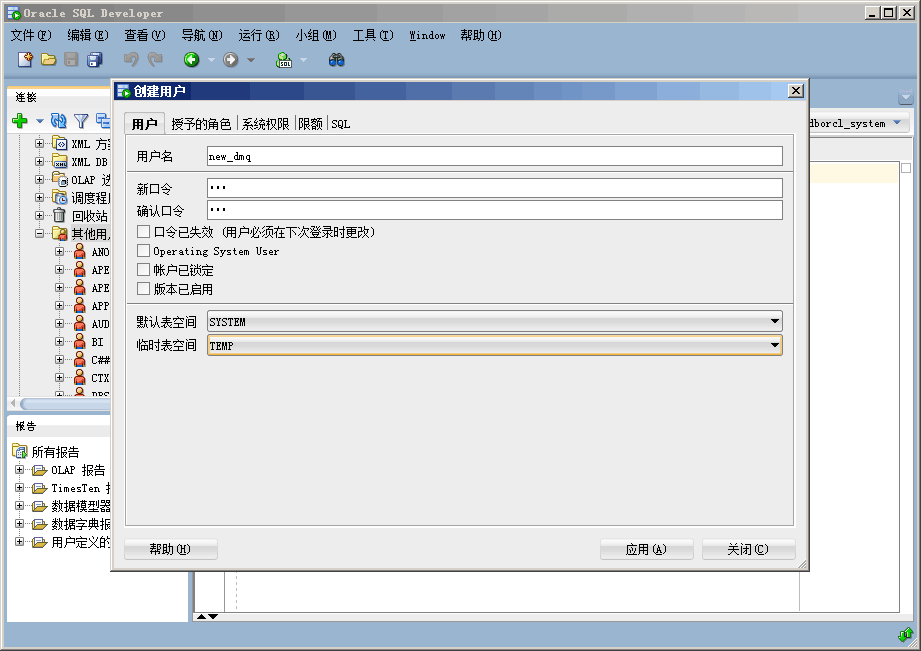 Oracle SQL Developer
文件(F) 编辑(E) 查看(V) 导航(N) 运行(R) 小组(M) 工具(T) Window 帮助(H)
连接
XML 方案
XML DB
OLAP 选
调度程序
回收站
其他用户
ANO
APE
APE
APP
AUD
BI
C##
CTX
报告
所有报告
OLAP 报告
TimesTen
数据模型器
数据字典报
用户定义的
dborcl_system
创建用户
用户 授予的角色 系统权限 限额 SQL
用户名 new_dmq
新口令 •••
确认口令 •••
口令已失效 (用户必须在下次登录时更改)
Operating System User
帐户已锁定
版本已启用
默认表空间 SYSTEM
临时表空间 TEMP
帮助(H) 应用(A) 关闭(C)